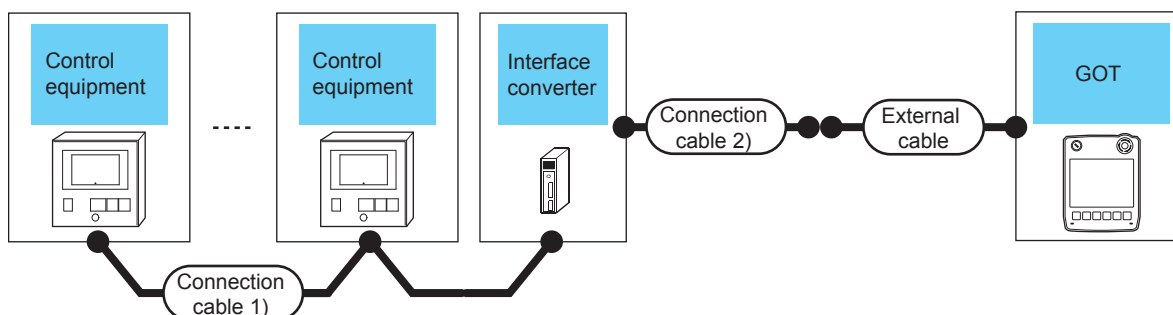 Control
equipment
Control
equipment
Interface
converter
GOT
Connection
cable 2)
External
cable
Connection
cable 1)